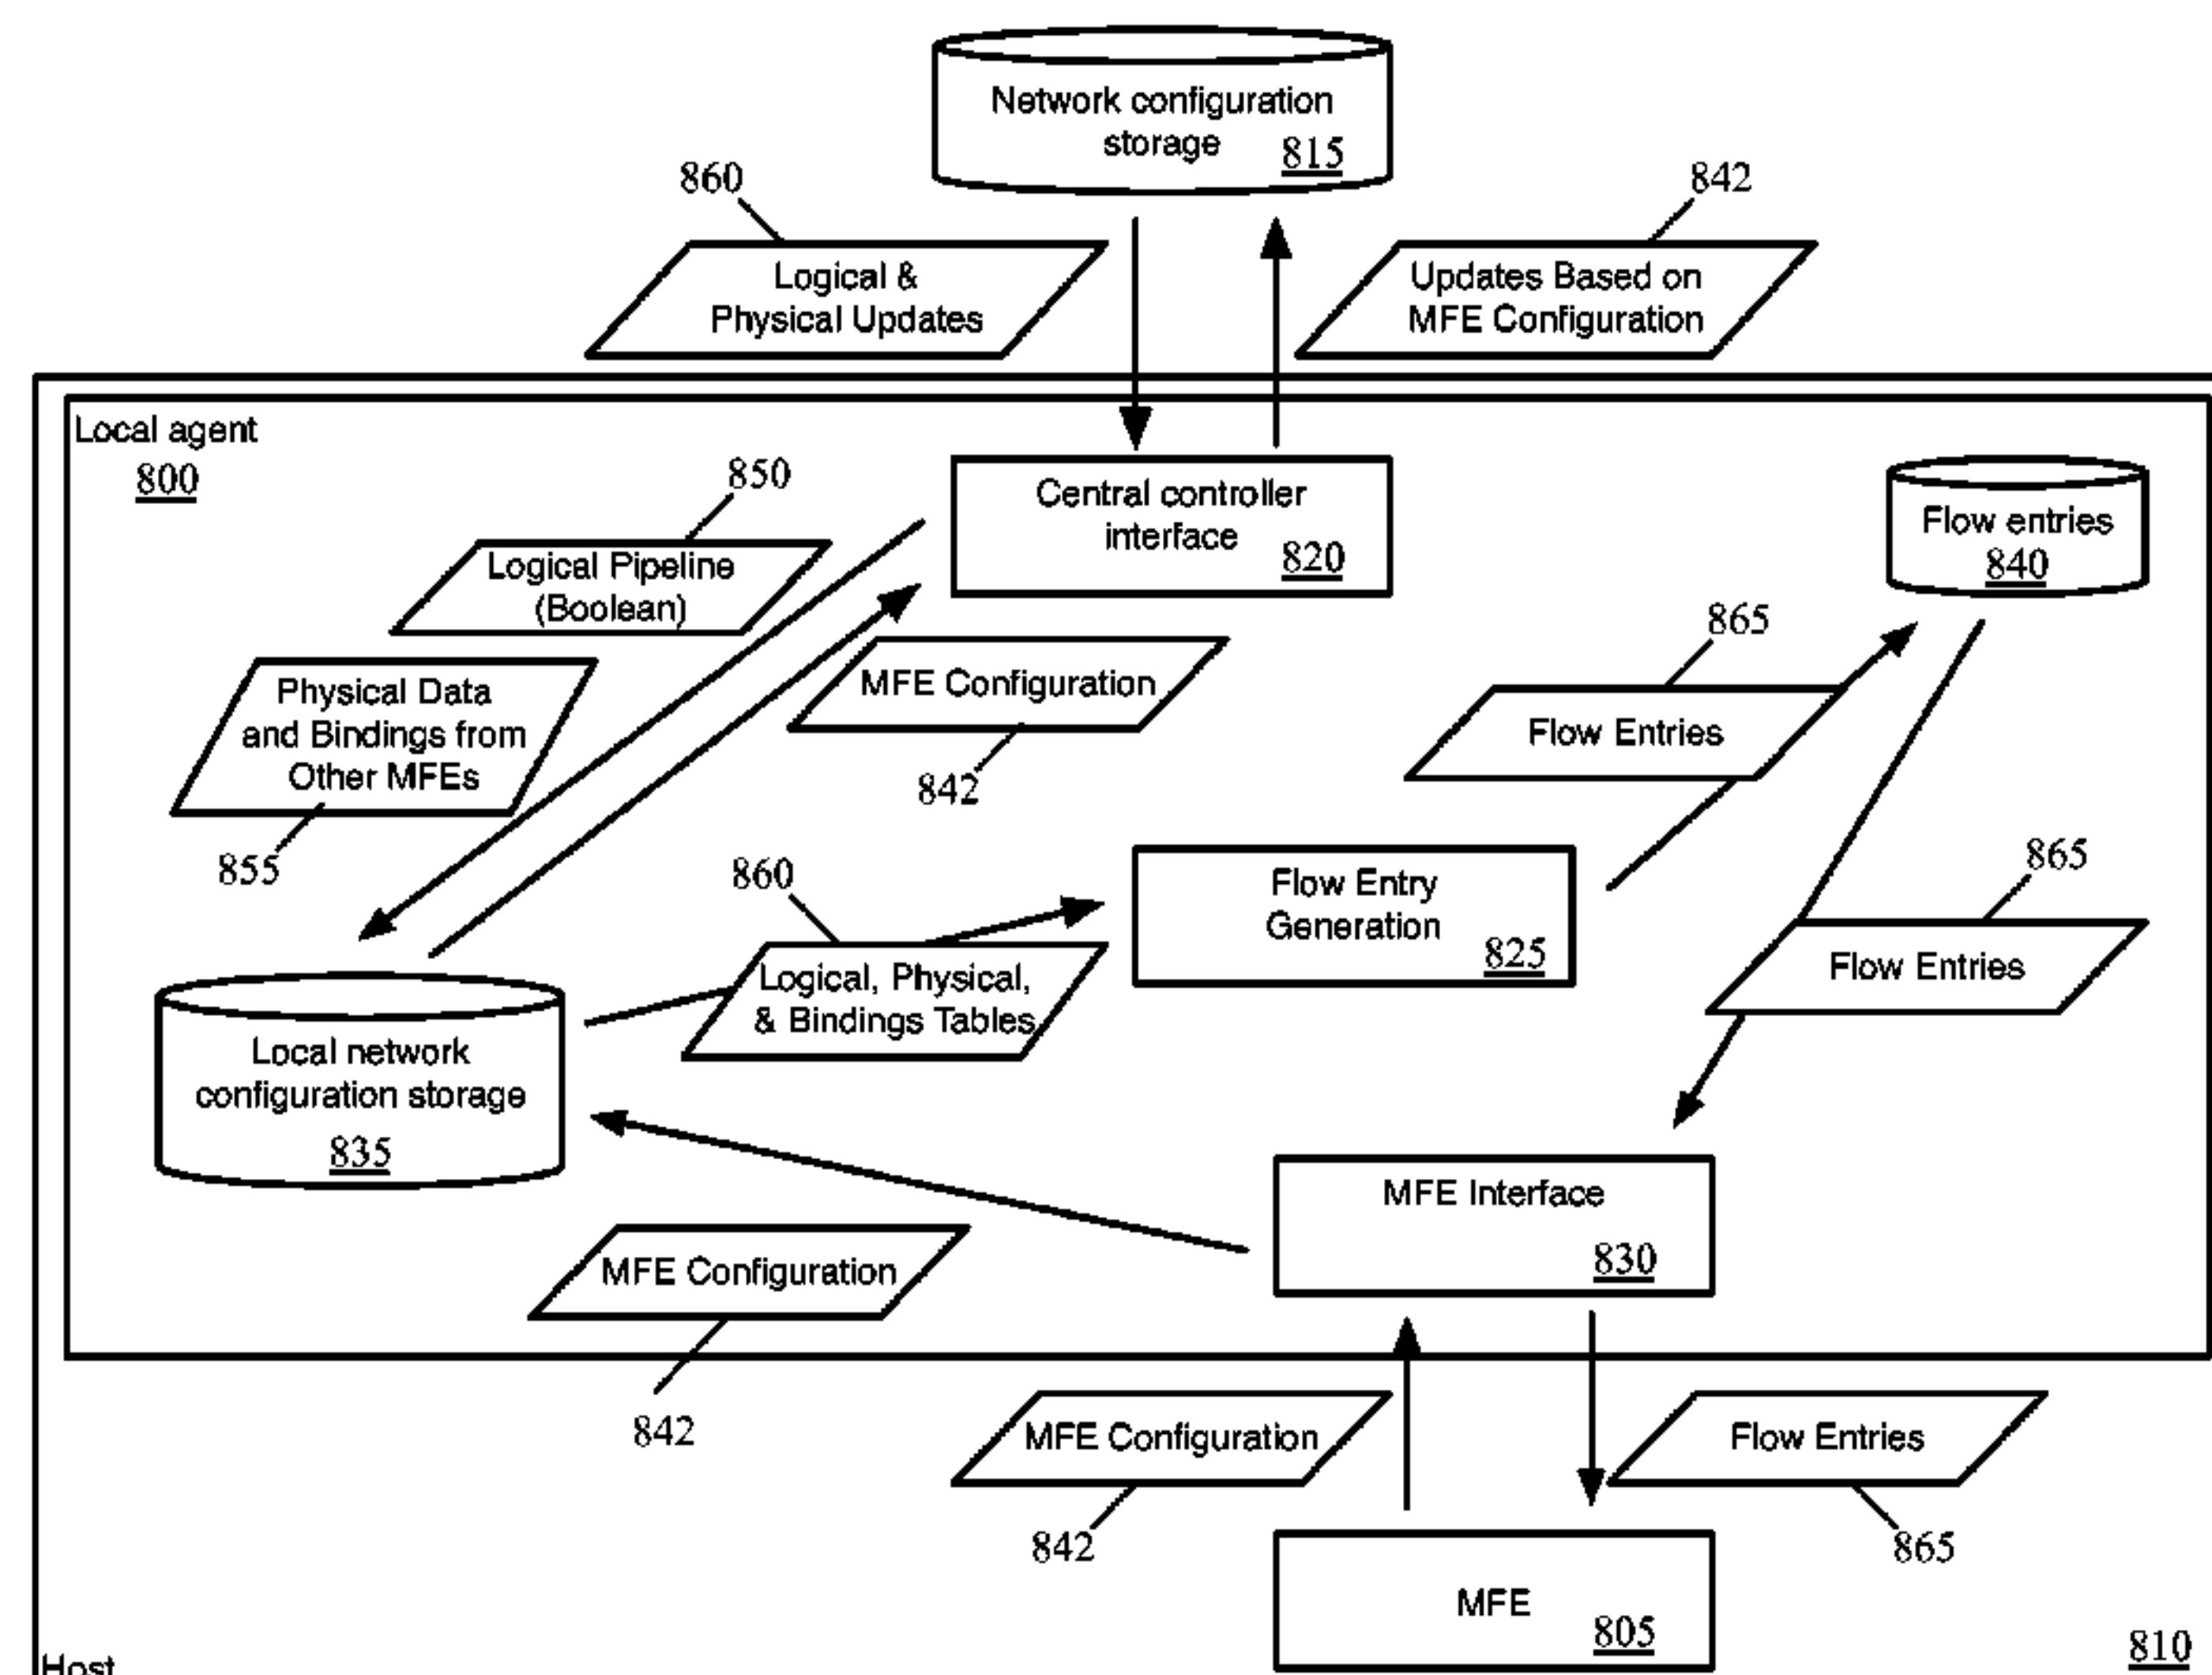 Network configuration
storage 815
860
842
Logical &
Physical Updates
Updates Based on
MFE Configuration
Local agent
800
850
Central controller
interface 820
Flow entries
840
Logical Pipeline
(Boolean)
865
Physical Data
and Bindings from
Other MFEs
MFE Configuration
Flow Entries
842
855
860
865
Flow Entry
Generation 825
Logical, Physical,
& Bindings Tables
Flow Entries
Local network
configuration storage
835
MFE Interface
830
MFE Configuration
842
MFE Configuration
Flow Entries
842
865
MFE 805
810
Host